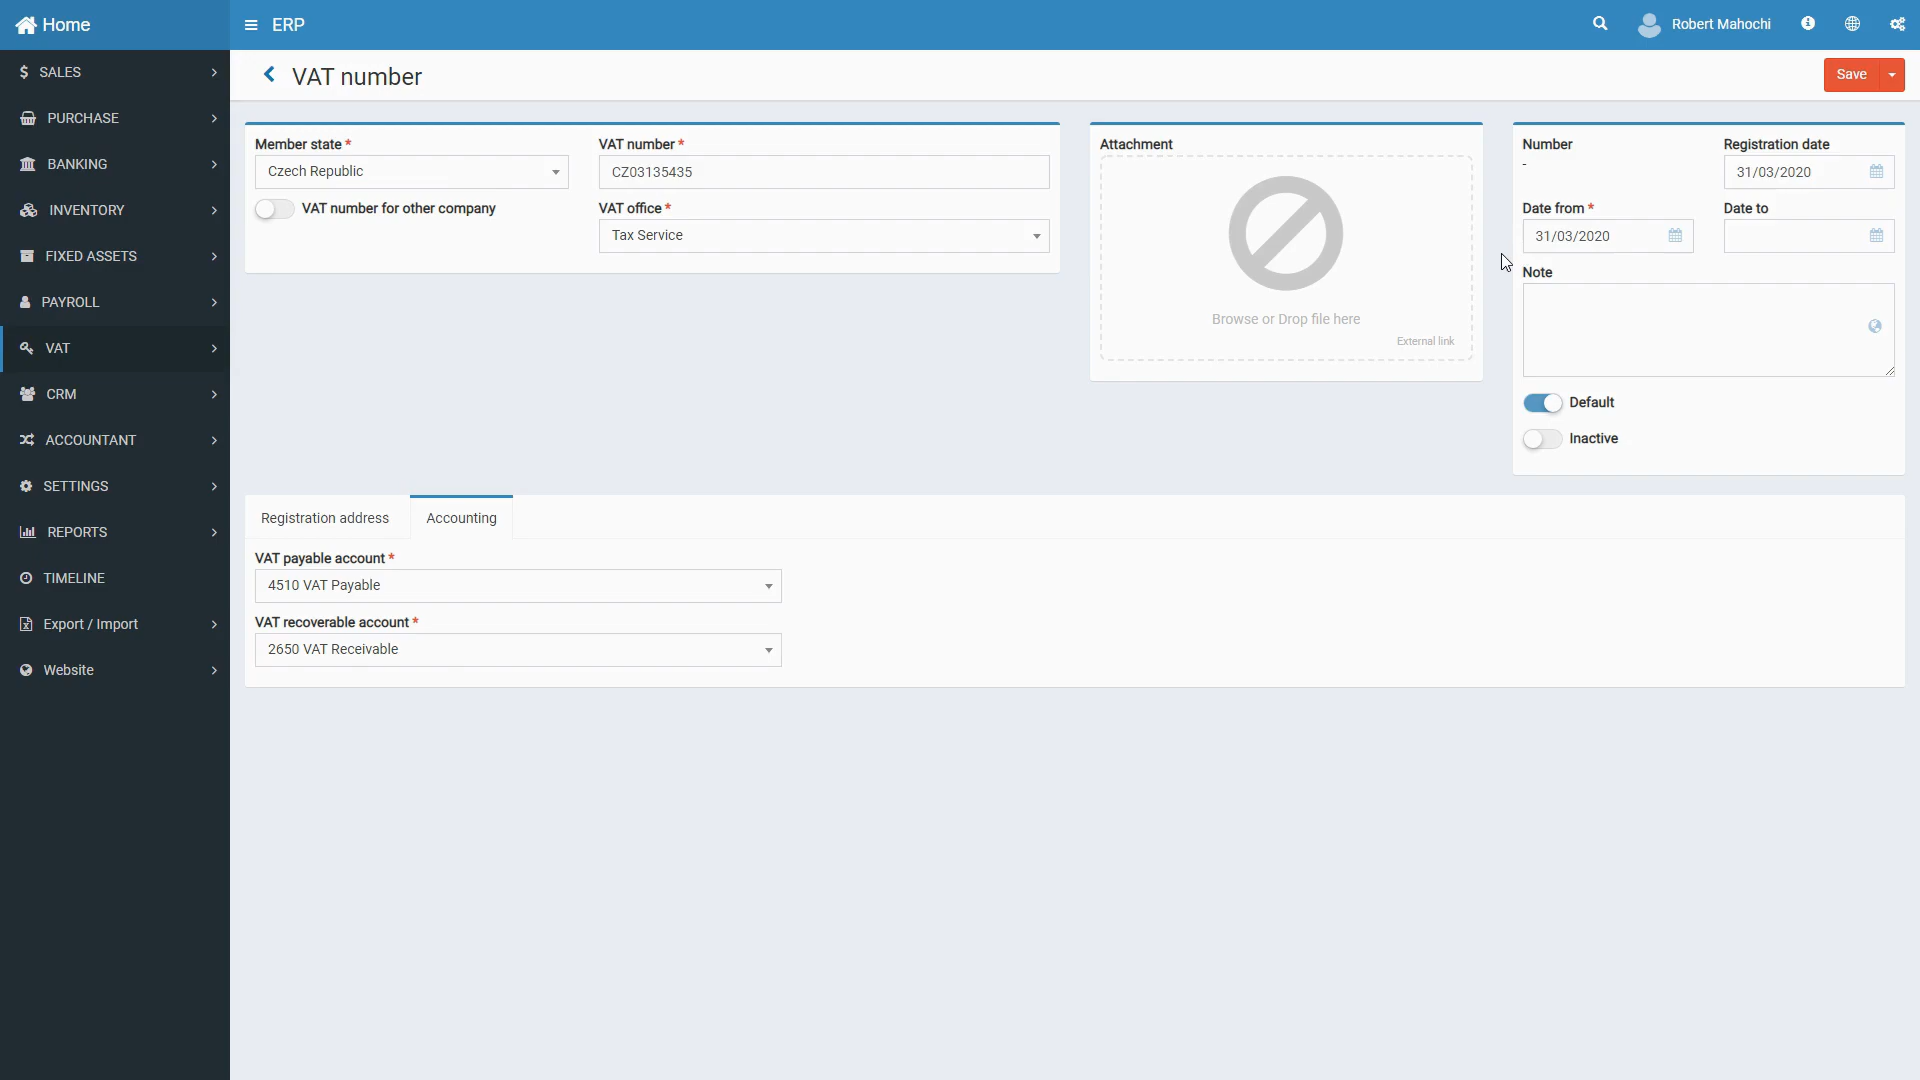 Home
ERP
Robert Mahochi
SALES
PURCHASE
BANKING
INVENTORY
FIXED ASSETS
PAYROLL
VAT
CRM
ACCOUNTANT
SETTINGS
REPORTS
TIMELINE
Export / Import
Website
VAT number
Save
Member state *
Czech Republic
VAT number for other company
VAT number *
CZ03135435
VAT office *
Tax Service
Attachment
Browse or Drop file here
External link
Number
-
Registration date
31/03/2020
Date from *
31/03/2020
Date to
Note
Default
Inactive
Registration address
Accounting
VAT payable account *
4510 VAT Payable
VAT recoverable account *
2650 VAT Receivable